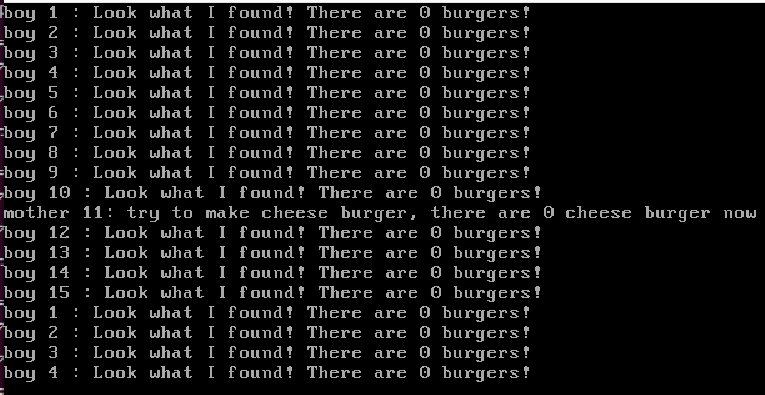 boy 1 : Look what I found! There are 0 burgers!
boy 2 : Look what I found! There are 0 burgers!
boy 3 : Look what I found! There are 0 burgers!
boy 4 : Look what I found! There are 0 burgers!
boy 5 : Look what I found! There are 0 burgers!
boy 6 : Look what I found! There are 0 burgers!
boy 7 : Look what I found! There are 0 burgers!
boy 8 : Look what I found! There are 0 burgers!
boy 9 : Look what I found! There are 0 burgers!
boy 10 : Look what I found! There are 0 burgers!
mother 11: try to make cheese burger, there are 0 cheese burger now
boy 12 : Look what I found! There are 0 burgers!
boy 13 : Look what I found! There are 0 burgers!
boy 14 : Look what I found! There are 0 burgers!
boy 15 : Look what I found! There are 0 burgers!
boy 1 : Look what I found! There are 0 burgers!
boy 2 : Look what I found! There are 0 burgers!
boy 3 : Look what I found! There are 0 burgers!
boy 4 : Look what I found! There are 0 burgers!